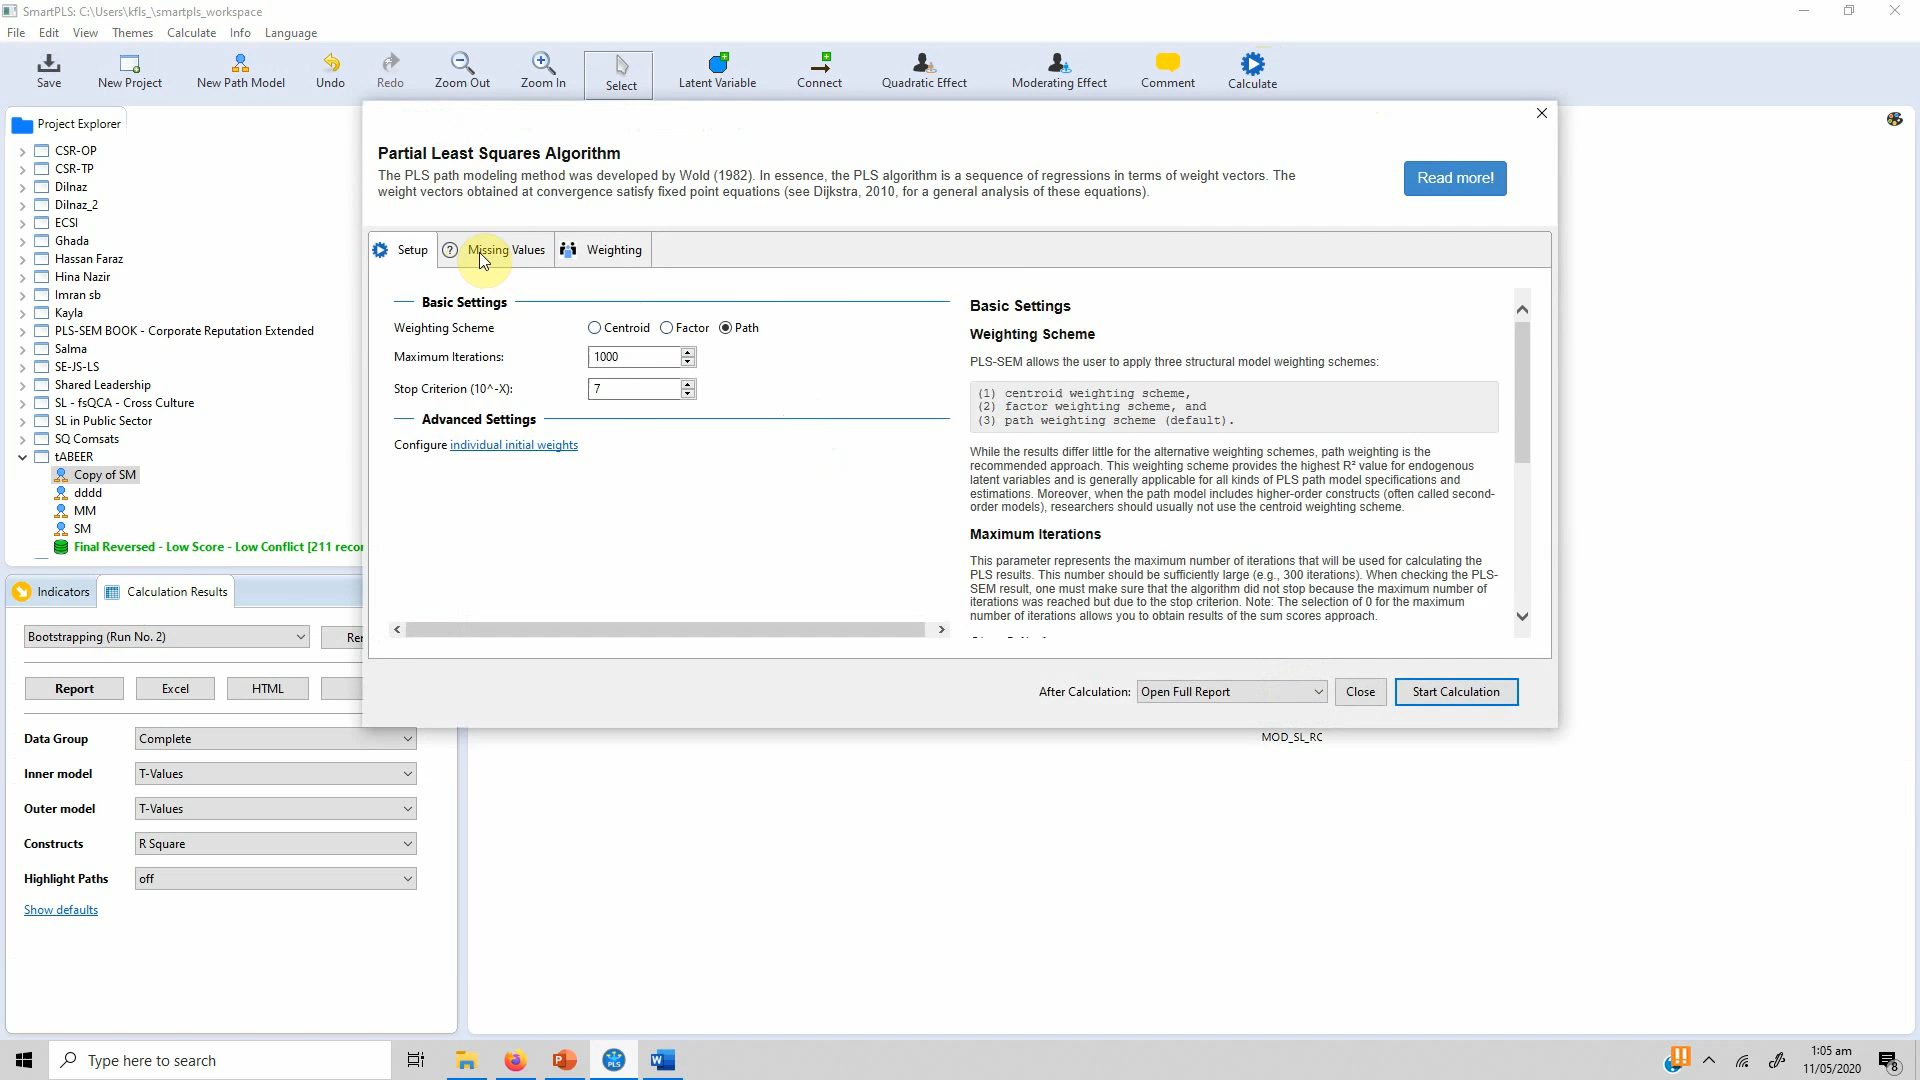 SmartPLS: C:\Users\kfls_\smartpls_workspace
File Edit View Themes Calculate Info Language
Save New Project New Path Model Undo Redo Zoom Out Zoom In Select Latent Variable Connect Quadratic Effect Moderating Effect Comment Calculate
Project Explorer
CSR-OP
CSR-TP
Dilnaz
Dilnaz_2
ECSI
Ghada
Hassan Faraz
Hina Nazir
Imran sb
Kayla
PLS-SEM BOOK - Corporate Reputation Extended
Salma
SE-JS-LS
Shared Leadership
SL - fsQCA - Cross Culture
SL in Public Sector
SQ Comsats
tABEER
Copy of SM
dddd
MM
SM
Final Reversed - Low Score - Low Conflict [211 recor
Indicators Calculation Results
Bootstrapping (Run No. 2) Rer
Report Excel HTML
Data Group Complete
Inner model T-Values
Outer model T-Values
Constructs R Square
Highlight Paths off
Show defaults
Partial Least Squares Algorithm
The PLS path modeling method was developed by Wold (1982). In essence, the PLS algorithm is a sequence of regressions in terms of weight vectors. The
weight vectors obtained at convergence satisfy fixed point equations (see Dijkstra, 2010, for a general analysis of these equations).
Read more!
Setup Missing Values Weighting
Basic Settings
Weighting Scheme Centroid Factor Path
Maximum Iterations: 1000
Stop Criterion (10^-X): 7
Advanced Settings
Configure individual initial weights
Basic Settings
Weighting Scheme
PLS-SEM allows the user to apply three structural model weighting schemes:
(1) centroid weighting scheme,
(2) factor weighting scheme, and
(3) path weighting scheme (default).
While the results differ little for the alternative weighting schemes, path weighting is the
recommended approach. This weighting scheme provides the highest R² value for endogenous
latent variables and is generally applicable for all kinds of PLS path model specifications and
estimations. Moreover, when the path model includes higher-order constructs (often called second-
order models), researchers should usually not use the centroid weighting scheme.
Maximum Iterations
This parameter represents the maximum number of iterations that will be used for calculating the
PLS results. This number should be sufficiently large (e.g., 300 iterations). When checking the PLS-
SEM result, one must make sure that the algorithm did not stop because the maximum number of
iterations was reached but due to the stop criterion. Note: The selection of 0 for the maximum
number of iterations allows you to obtain results of the sum scores approach.
After Calculation: Open Full Report Close Start Calculation
MOD_SL_RC
Type here to search
1:05 am
11/05/2020
8